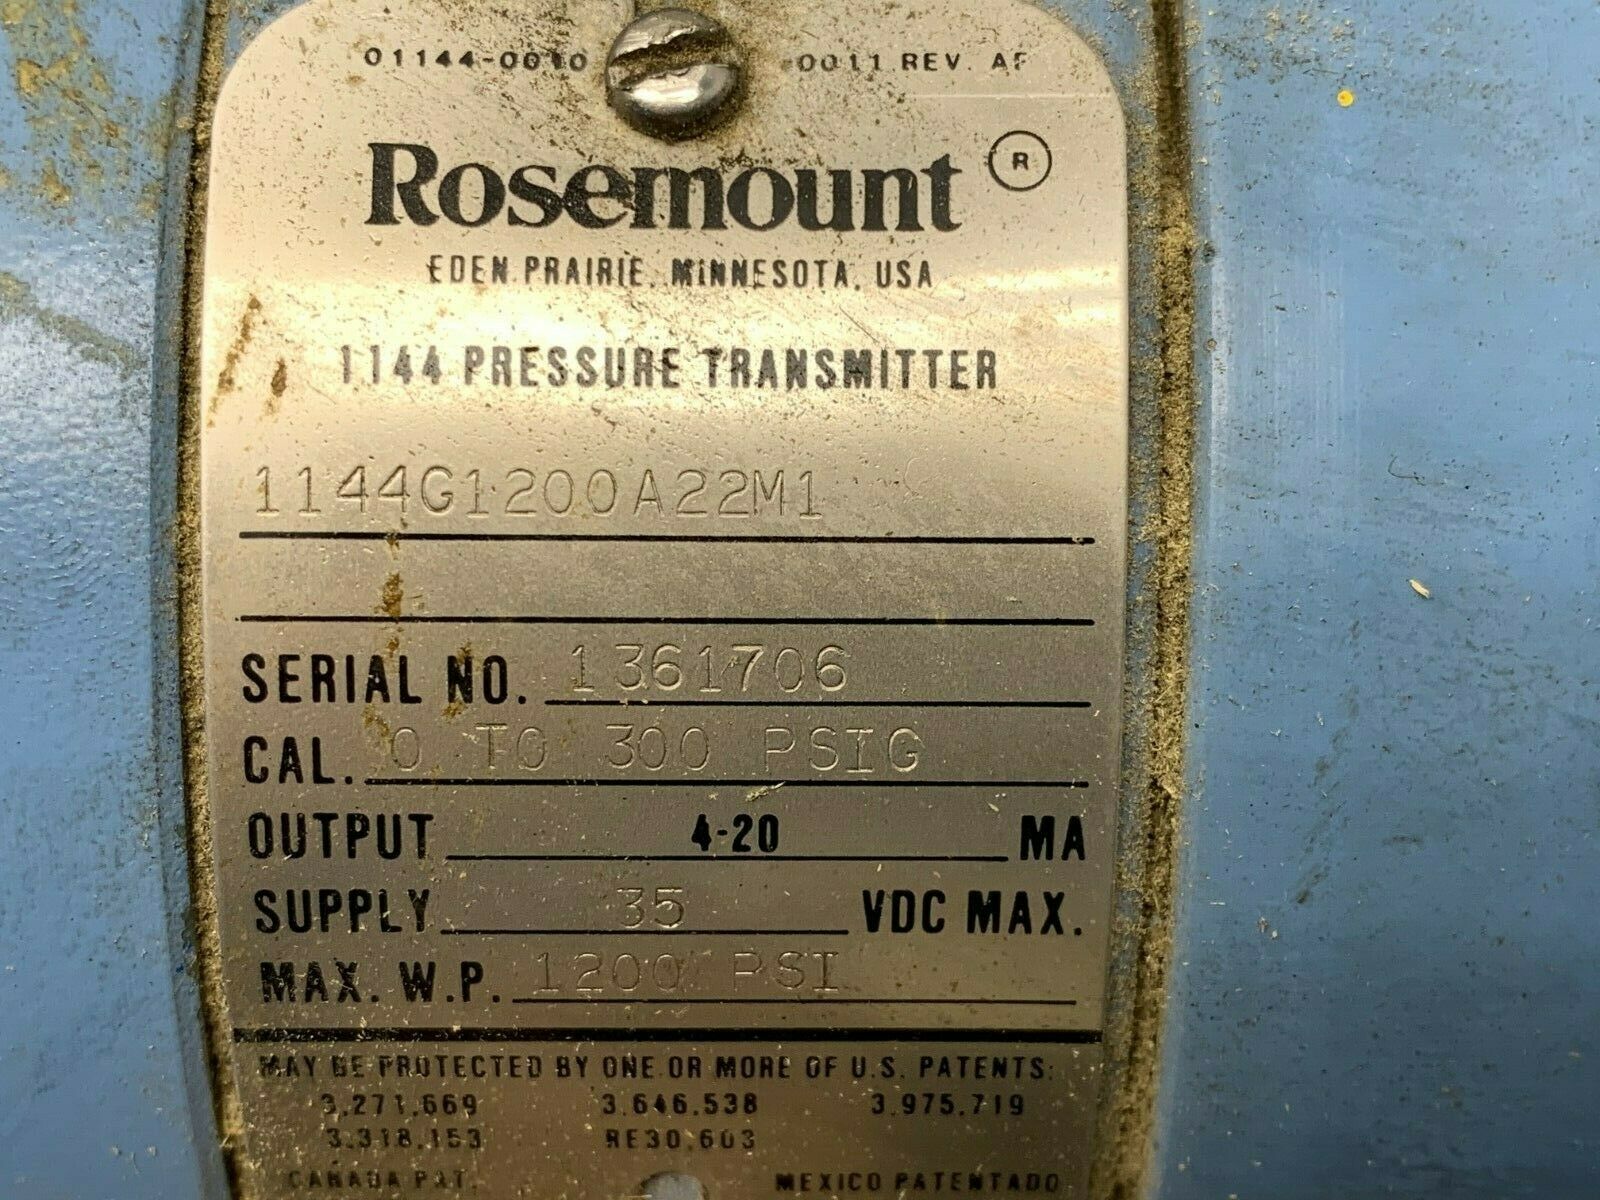 01144-0010 0011 REV. AF
Rosemount ®
EDEN PRAIRIE, MINNESOTA, USA
1144 PRESSURE TRANSMITTER
1144G1200A22M1
SERIAL NO. 1361706
CAL. 0 TO 300 PSIG
OUTPUT 4-20 MA
SUPPLY 35 VDC MAX.
MAX. W.P. 1200 PSI
MAY BE PROTECTED BY ONE OR MORE OF U.S. PATENTS:
3,271,669 3,646,538 3,975,719
3,318,153 RE30,603
CANADA PAT. MEXICO PATENTADO